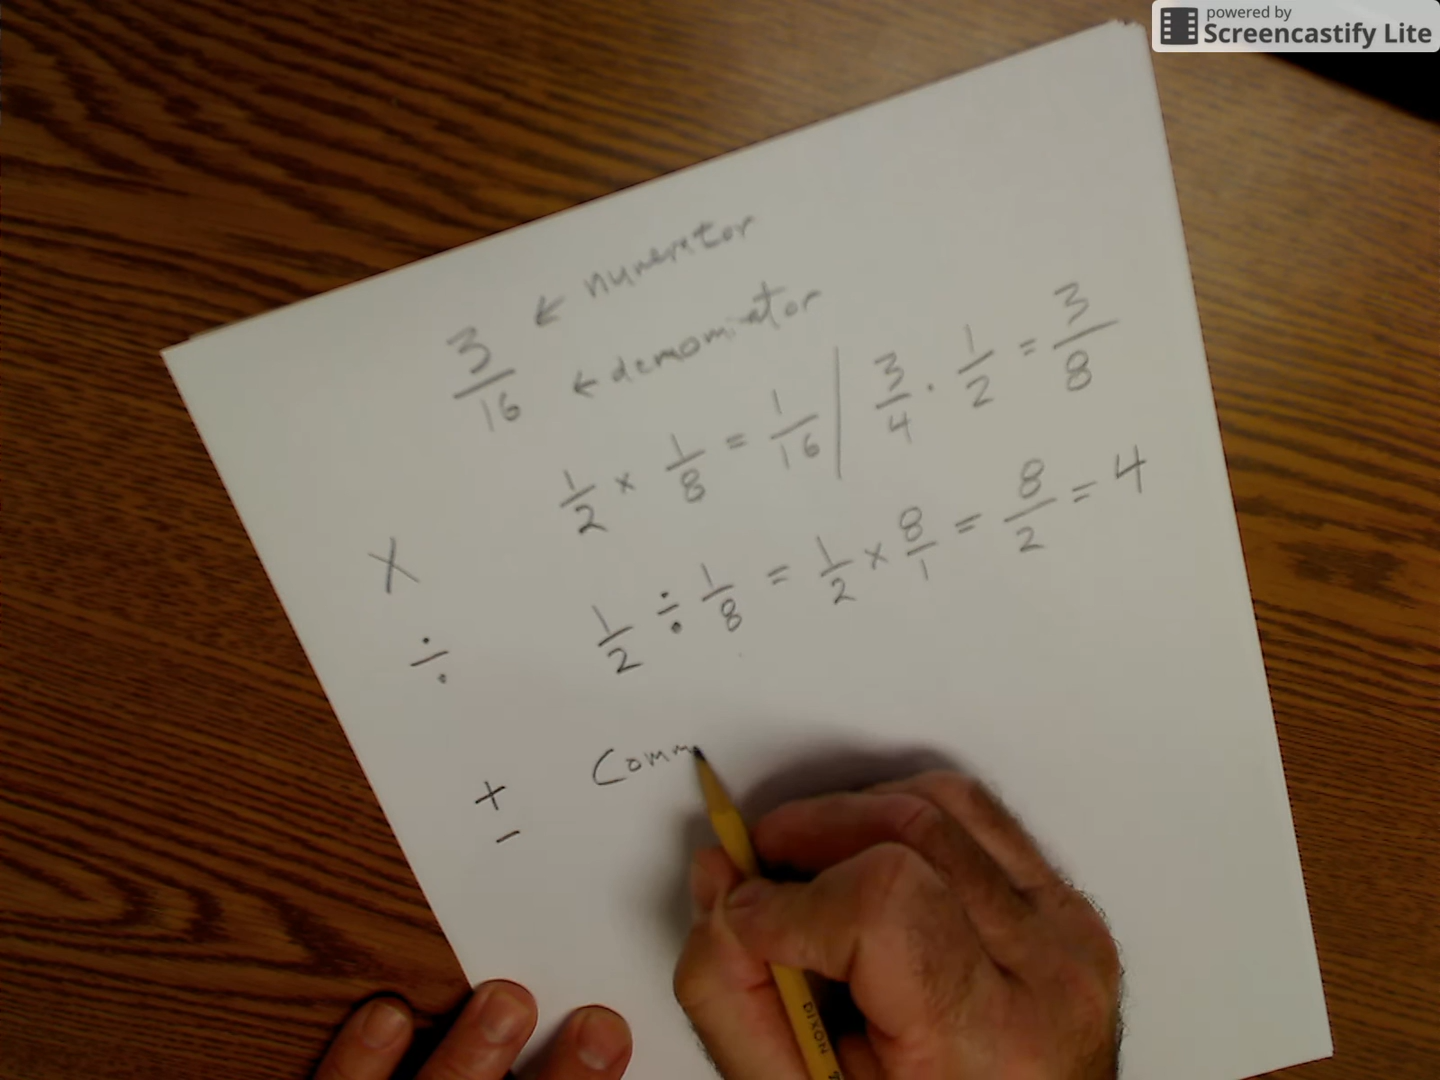 powered by
Screencastify Lite
3/16 ← numerator
← denominator
1/2 × 1/8 = 1/16 / 3/4 · 1/2 = 3/8
X
÷ 1/2 ÷ 1/8 = 1/2 × 8/1 = 8/2 = 4
+ Comm
−
DIXON